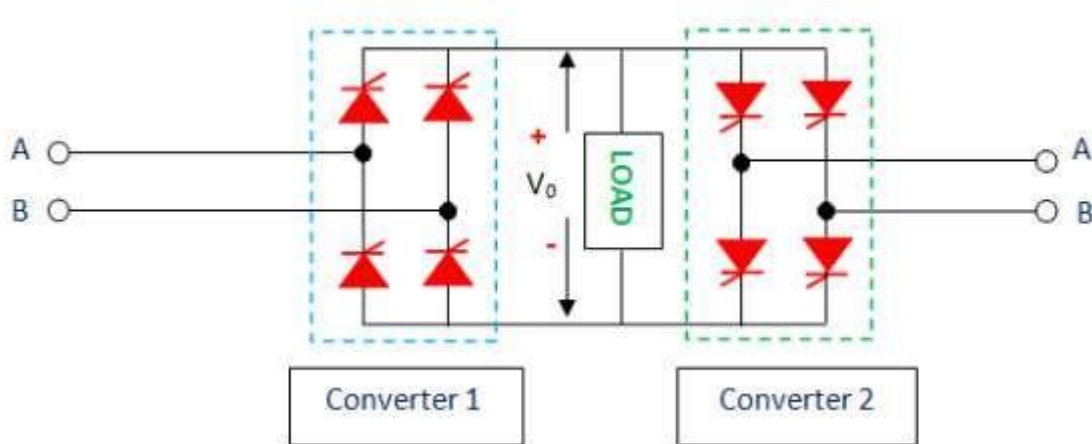 A
B
+
V₀
-
LOAD
A
B
Converter 1
Converter 2